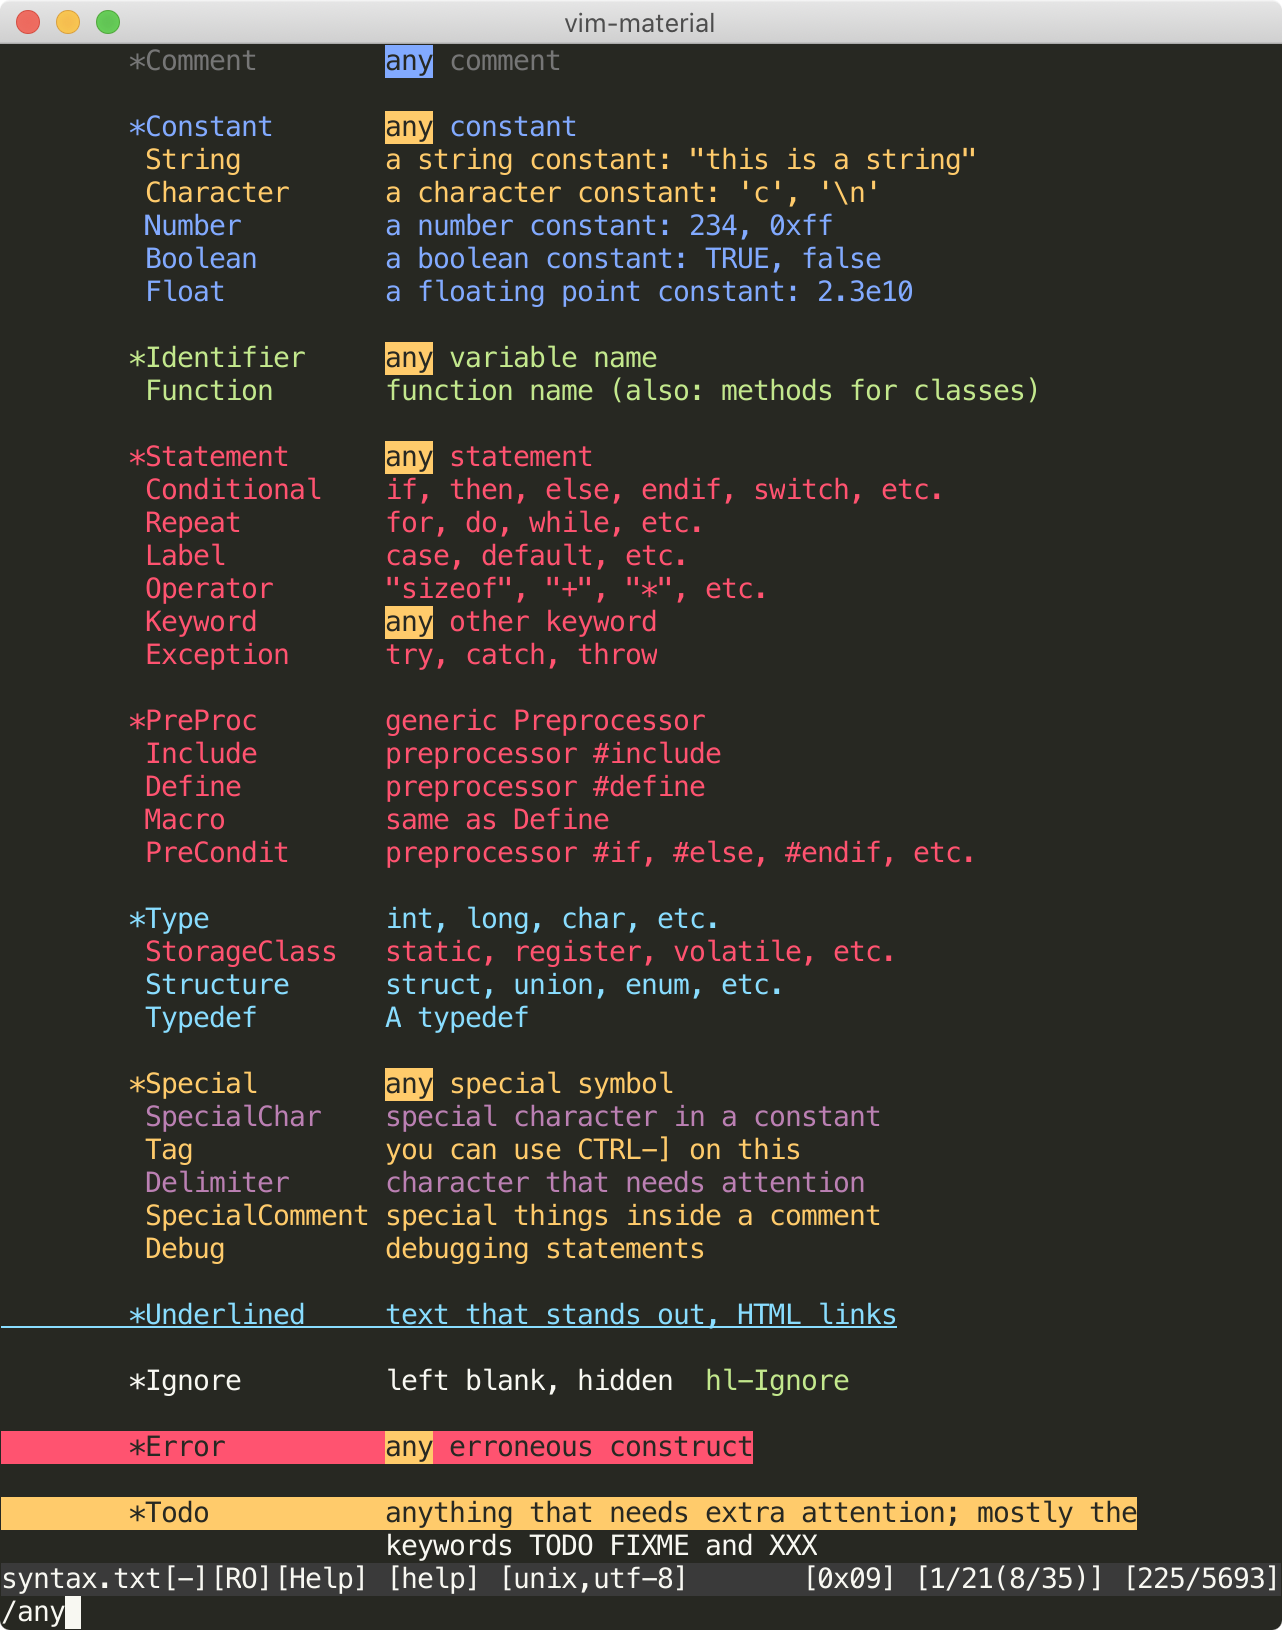 vim-material
*Comment any comment
*Constant any constant
String a string constant: "this is a string"
Character a character constant: 'c', '\n'
Number a number constant: 234, 0xff
Boolean a boolean constant: TRUE, false
Float a floating point constant: 2.3e10
*Identifier any variable name
Function function name (also: methods for classes)
*Statement any statement
Conditional if, then, else, endif, switch, etc.
Repeat for, do, while, etc.
Label case, default, etc.
Operator "sizeof", "+", "*", etc.
Keyword any other keyword
Exception try, catch, throw
*PreProc generic Preprocessor
Include preprocessor #include
Define preprocessor #define
Macro same as Define
PreCondit preprocessor #if, #else, #endif, etc.
*Type int, long, char, etc.
StorageClass static, register, volatile, etc.
Structure struct, union, enum, etc.
Typedef A typedef
*Special any special symbol
SpecialChar special character in a constant
Tag you can use CTRL-] on this
Delimiter character that needs attention
SpecialComment special things inside a comment
Debug debugging statements
*Underlined text that stands out, HTML links
*Ignore left blank, hidden hl-Ignore
*Error any erroneous construct
*Todo anything that needs extra attention; mostly the
keywords TODO FIXME and XXX
syntax.txt[-][RO][Help] [help] [unix,utf-8] [0x09] [1/21(8/35)] [225/5693]
/any